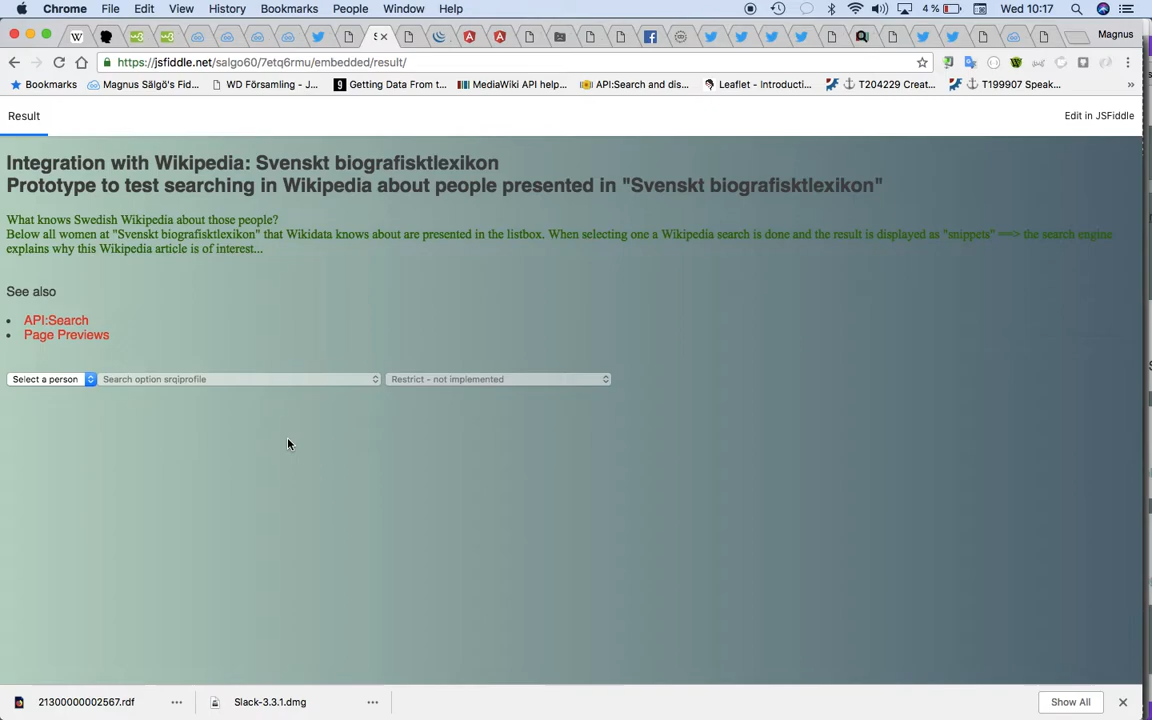 Chrome File Edit View History Bookmarks People Window Help 4% Wed 10:17
Magnus
https://jsfiddle.net/salgo60/7etq6rmu/embedded/result/
Bookmarks Magnus Sälgö's Fid... WD Församling - J... Getting Data From t... MediaWiki API help... API:Search and dis... Leaflet - Introducti... T204229 Creat... T199907 Speak... »
Result
Edit in JSFiddle
Integration with Wikipedia: Svenskt biografisktlexikon
Prototype to test searching in Wikipedia about people presented in "Svenskt biografisktlexikon"
What knows Swedish Wikipedia about those people?
Below all women at "Svenskt biografisktlexikon" that Wikidata knows about are presented in the listbox. When selecting one a Wikipedia search is done and the result is displayed as "snippets" ==> the search engine
explains why this Wikipedia article is of interest...
See also
• API:Search
• Page Previews
Select a person Search option srqiprofile Restrict - not implemented
21300000002567.rdf Slack-3.3.1.dmg Show All